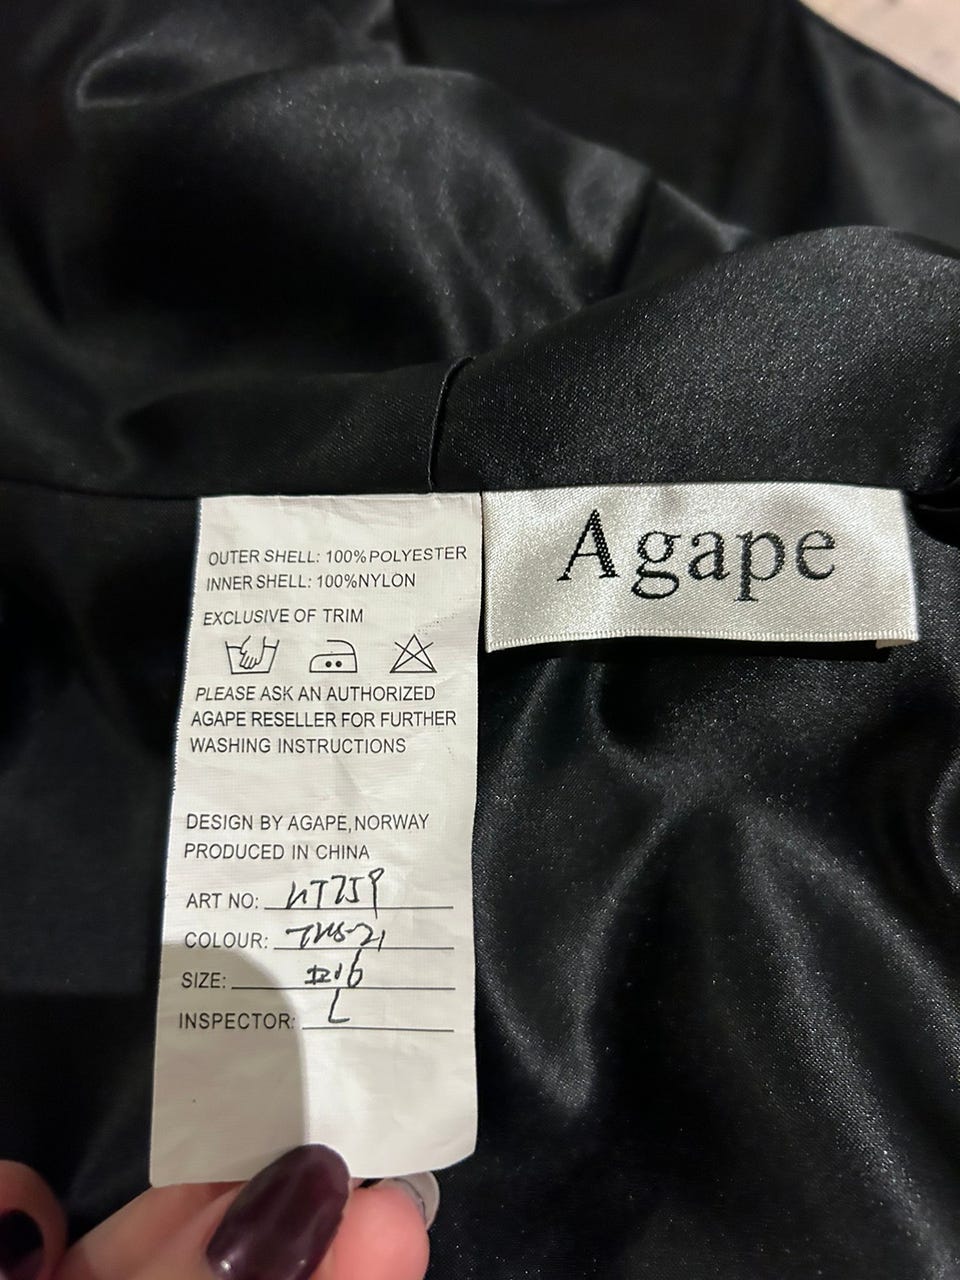 OUTER SHELL: 100%POLYESTER
INNER SHELL: 100%NYLON
EXCLUSIVE OF TRIM
PLEASE ASK AN AUTHORIZED
AGAPE RESELLER FOR FURTHER
WASHING INSTRUCTIONS
DESIGN BY AGAPE,NORWAY
PRODUCED IN CHINA
ART NO:
COLOUR:
SIZE:
INSPECTOR: L
Agape